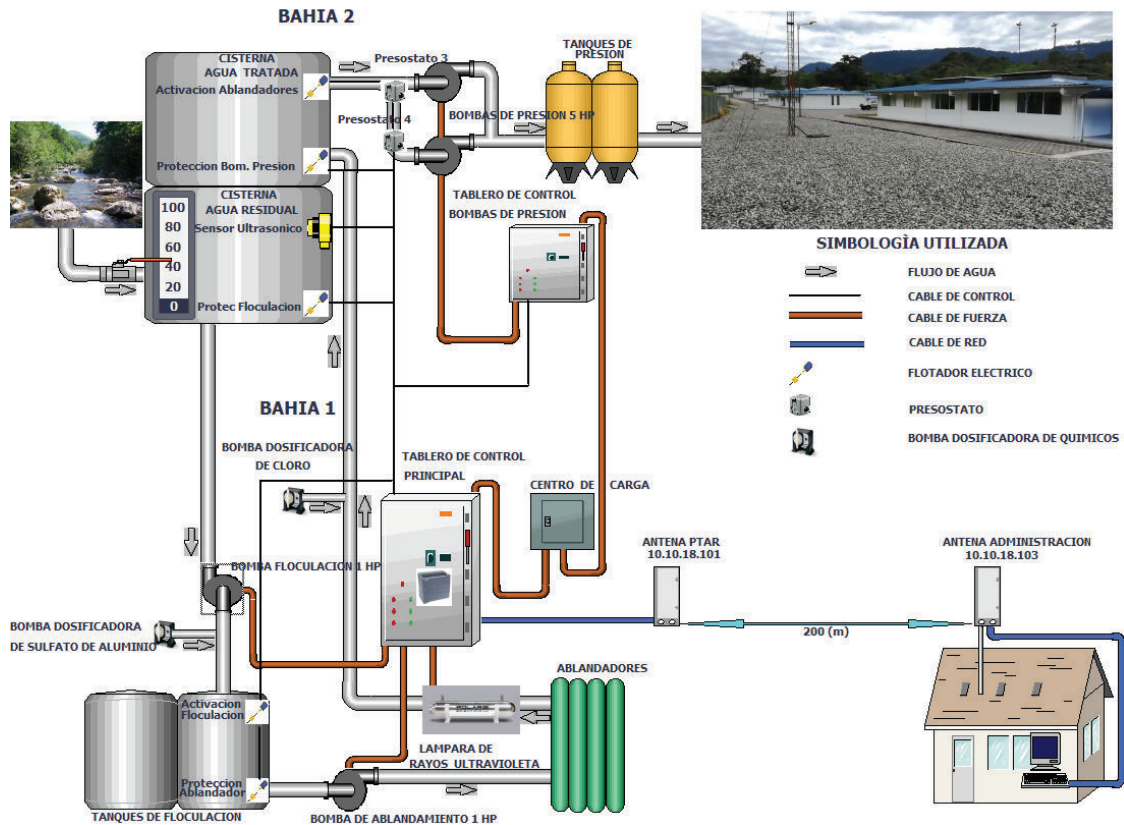 BAHIA 2
CISTERNA
AGUA TRATADA
Activacion Ablandadores
Proteccion Bom. Presion
CISTERNA
AGUA RESIDUAL
Sensor Ultrasonico
Protec Floculacion
100
80
60
40
20
0
Presostato 3
Presostato 4
BOMBAS DE PRESION 5 HP
TANQUES DE
PRESION
TABLERO DE CONTROL
BOMBAS DE PRESION
SIMBOLOGÌA UTILIZADA
FLUJO DE AGUA
CABLE DE CONTROL
CABLE DE FUERZA
CABLE DE RED
FLOTADOR ELECTRICO
PRESOSTATO
BOMBA DOSIFICADORA DE QUIMICOS
BAHIA 1
BOMBA DOSIFICADORA
DE CLORO
TABLERO DE CONTROL
PRINCIPAL
CENTRO DE CARGA
ANTENA PTAR
10.10.18.101
ANTENA ADMINISTRACION
10.10.18.103
200 (m)
BOMBA FLOCULACION 1 HP
BOMBA DOSIFICADORA
DE SULFATO DE ALUMINIO
Activacion
Floculacion
Proteccion
Ablandador
TANQUES DE FLOCULACION
LAMPARA DE
RAYOS ULTRAVIOLETA
ABLANDADORES
BOMBA DE ABLANDAMIENTO 1 HP